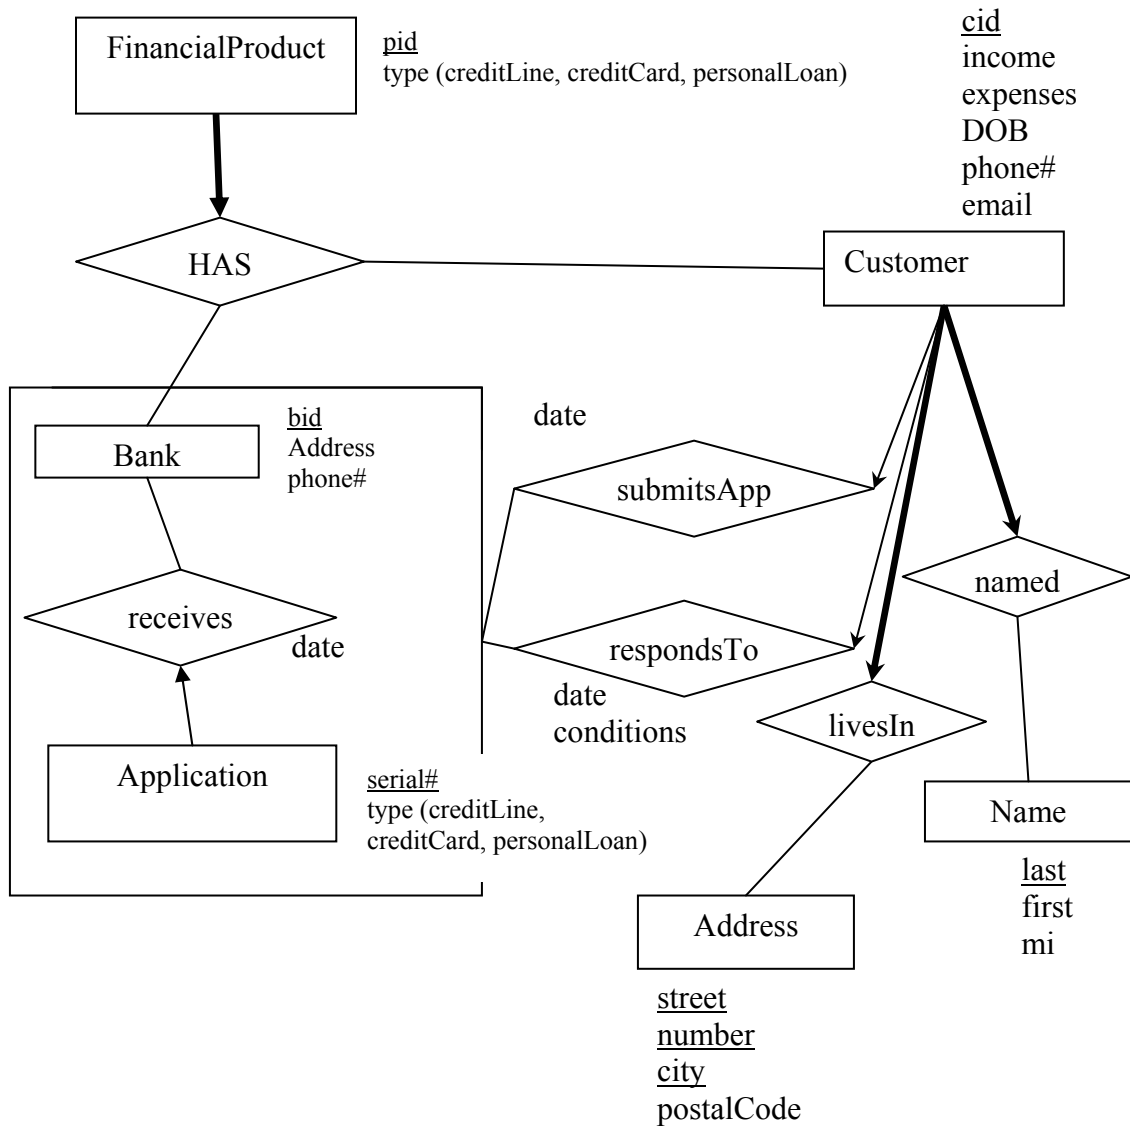 FinancialProduct
pid
type (creditLine, creditCard, personalLoan)
cid
income
expenses
DOB
phone#
email
HAS
Customer
bid
Address
phone#
Bank
date
submitsApp
receives
date
respondsTo
date
conditions
named
livesIn
Application
serial#
type (creditLine,
creditCard, personalLoan)
Name
last
first
mi
Address
street
number
city
postalCode